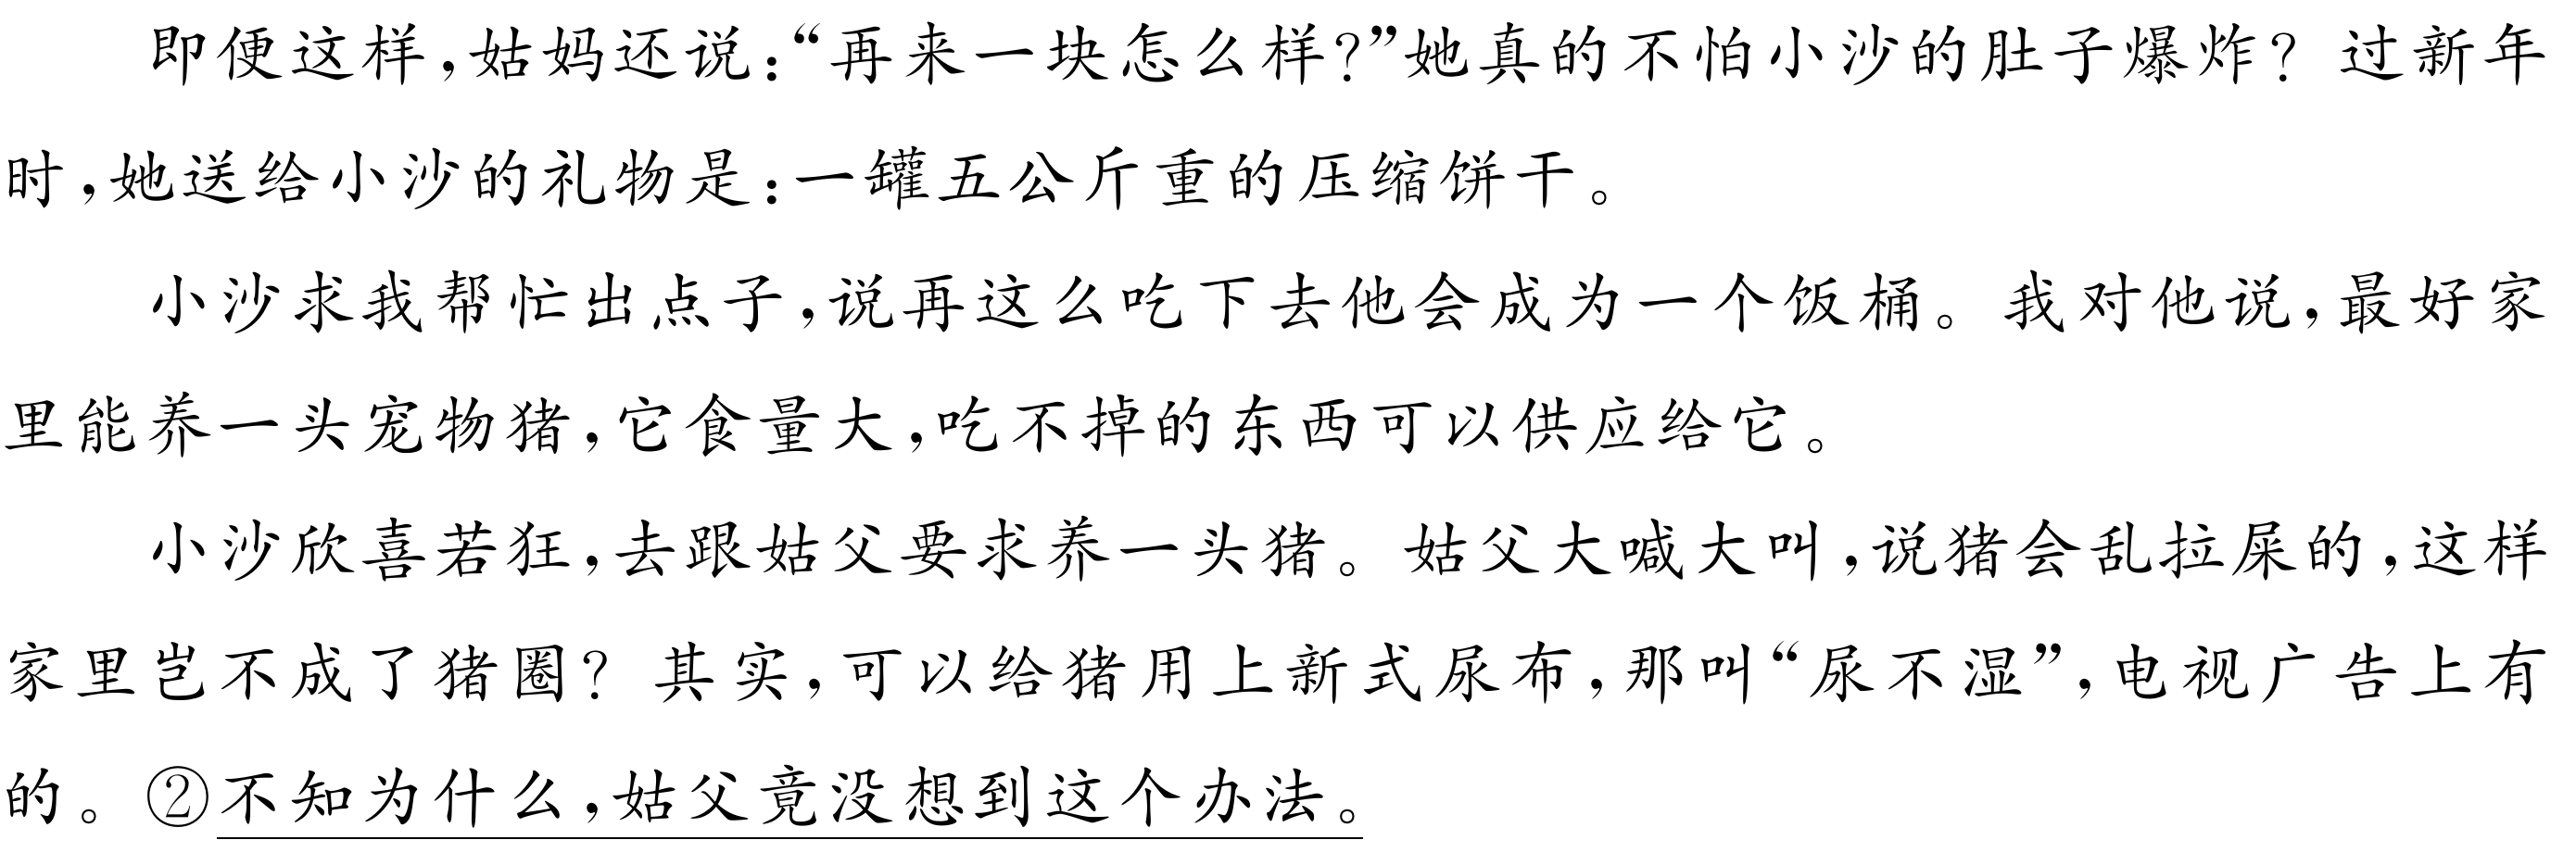 即便这样,姑妈还说:“再来一块怎么样?”她真的不怕小沙的肚子爆炸? 过新年
时,她送给小沙的礼物是:一罐五公斤重的压缩饼干。
小沙求我帮忙出点子,说再这么吃下去他会成为一个饭桶。我对他说,最好家
里能养一头宠物猪,它食量大,吃不掉的东西可以供应给它。
小沙欣喜若狂,去跟姑父要求养一头猪。姑父大喊大叫,说猪会乱拉屎的,这样
家里岂不成了猪圈? 其实,可以给猪用上新式尿布,那叫“尿不湿”,电视广告上有
的。②不知为什么,姑父竟没想到这个办法。